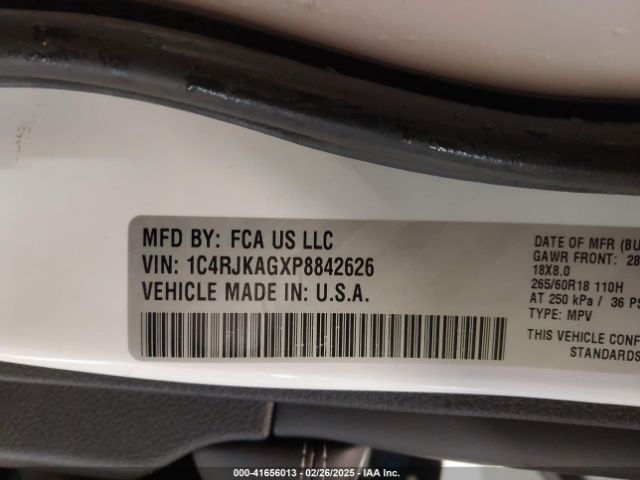 MFD BY: FCA US LLC
VIN: 1C4RJKAGXP8842626
VEHICLE MADE IN: U.S.A.
DATE OF MFR (BU
GAWR FRONT: 28
18X8.0
265/60R18 110H
AT 250 kPa / 36 PS
TYPE: MPV
THIS VEHICLE CONF
STANDARDS
000-41656013 — 02/26/2025 — IAA Inc.